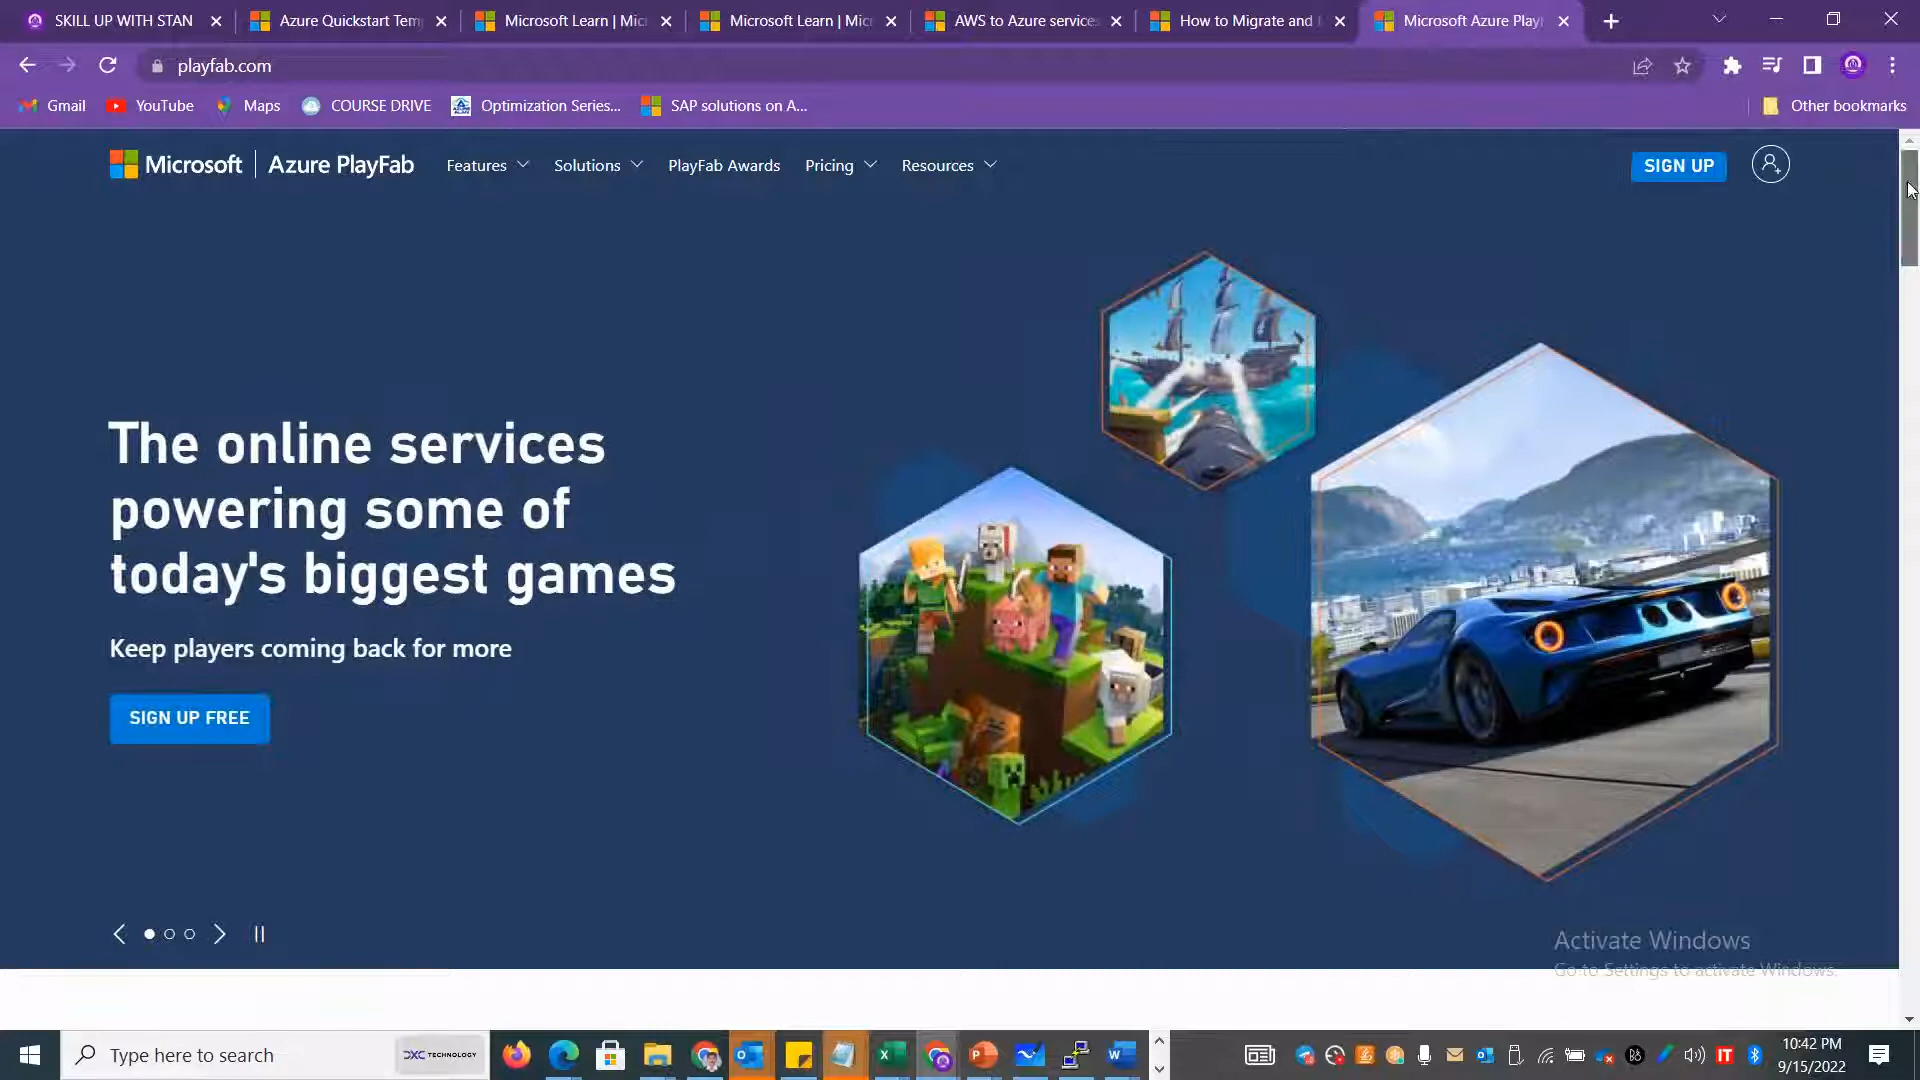 SKILL UP WITH STAN
Azure Quickstart Tem
Microsoft Learn | Mic
Microsoft Learn | Mic
AWS to Azure services
How to Migrate and
Microsoft Azure Play
playfab.com
Gmail
YouTube
Maps
COURSE DRIVE
Optimization Series...
SAP solutions on A...
Other bookmarks
Microsoft | Azure PlayFab
Features
Solutions
PlayFab Awards
Pricing
Resources
SIGN UP
The online services
powering some of
today's biggest games
Keep players coming back for more
SIGN UP FREE
Activate Windows
Go to Settings to activate Windows.
Type here to search
DXC TECHNOLOGY
IT
10:42 PM
9/15/2022